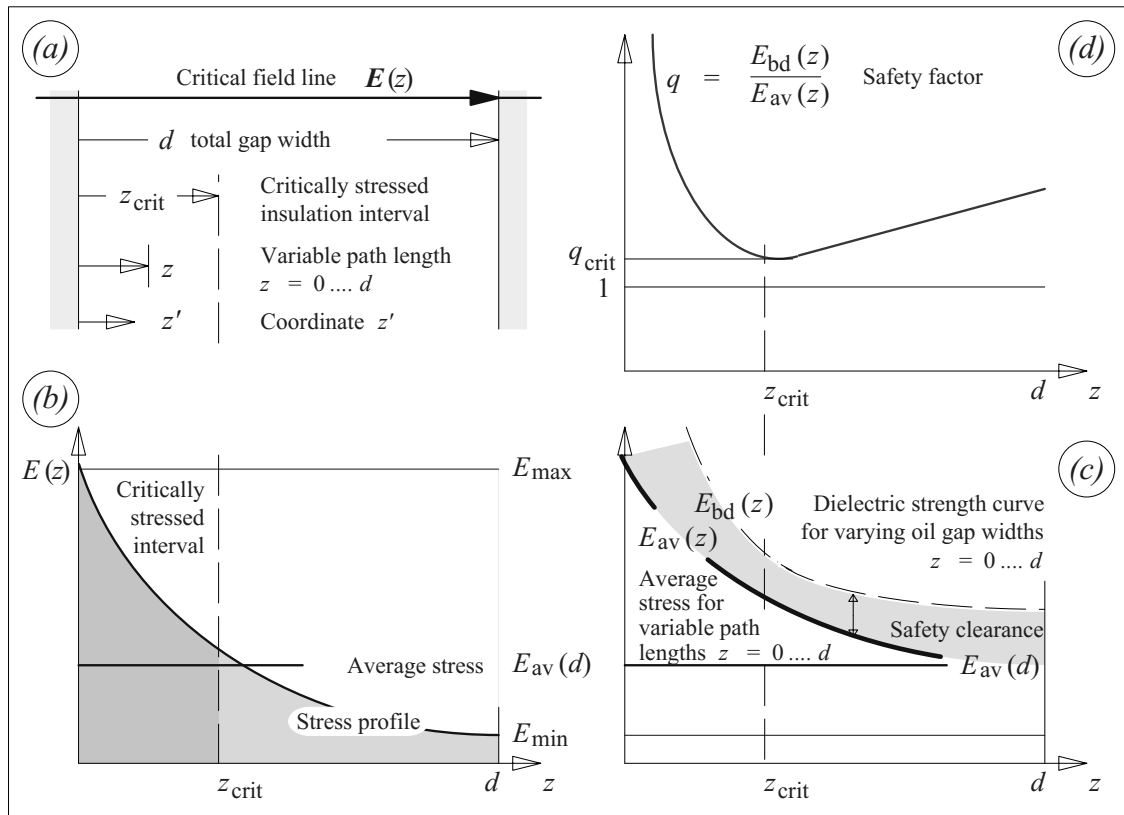 (a)
Critical field line E(z)
d total gap width
z_crit
Critically stressed
insulation interval
z
Variable path length
z = 0 .... d
z'
Coordinate z'
(d)
q = E_bd(z) / E_av(z) Safety factor
q_crit
1
z_crit
d
z
(b)
E(z)
E_max
Critically
stressed
interval
Average stress
E_av(d)
Stress profile
E_min
z_crit
d
z
(c)
E_bd(z)
Dielectric strength curve
for varying oil gap widths
z = 0 .... d
E_av(z)
Average
stress for
variable path
lengths z = 0 .... d
Safety clearance
E_av(d)
z_crit
d
z